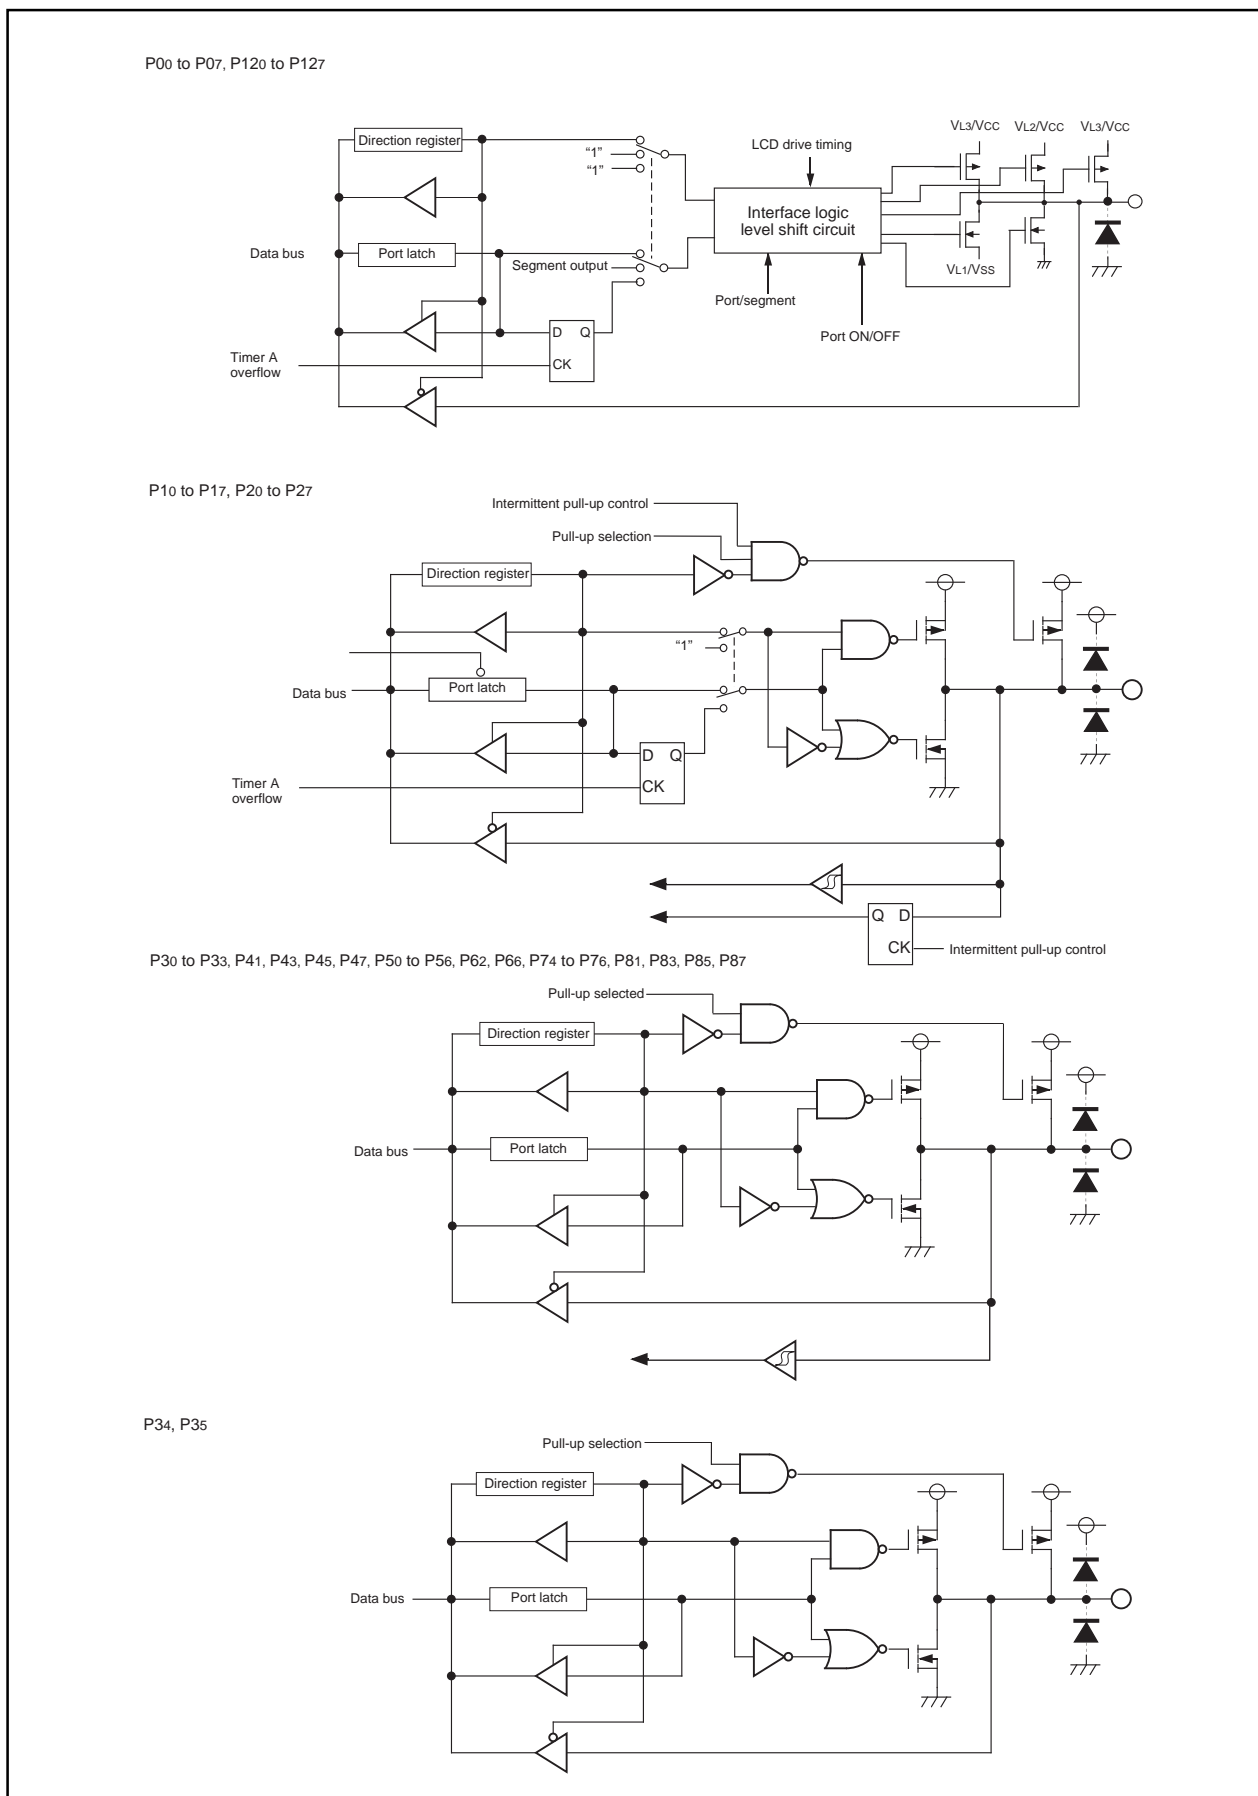 P00 to P07, P120 to P127
VL3/VCC VL2/VCC VL3/VCC
Direction register
LCD drive timing
“1”
“1”
Interface logic
level shift circuit
Data bus
Port latch
Segment output
VL1/VSS
Port/segment
Port ON/OFF
D Q
CK
Timer A
overflow
P10 to P17, P20 to P27
Intermittent pull-up control
Pull-up selection
Direction register
“1”
Data bus
Port latch
D Q
CK
Timer A
overflow
Q D
CK
Intermittent pull-up control
P30 to P33, P41, P43, P45, P47, P50 to P56, P62, P66, P74 to P76, P81, P83, P85, P87
Pull-up selected
Direction register
Data bus
Port latch
P34, P35
Pull-up selection
Direction register
Data bus
Port latch